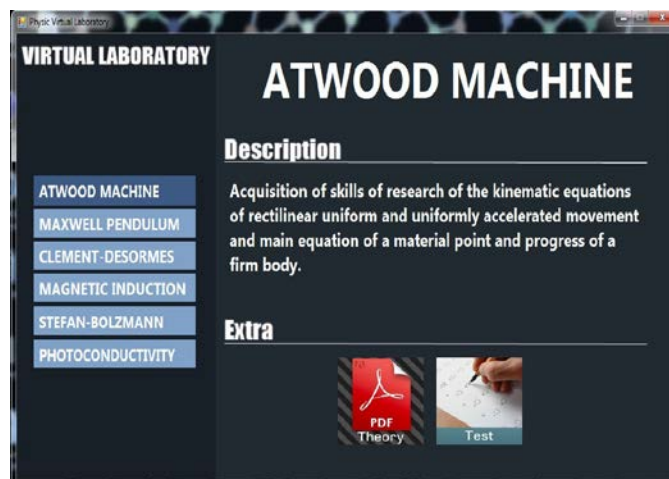 Physic Virtual Laboratory
VIRTUAL LABORATORY
ATWOOD MACHINE
MAXWELL PENDULUM
CLEMENT-DESORMES
MAGNETIC INDUCTION
STEFAN-BOLZMANN
PHOTOCONDUCTIVITY
ATWOOD MACHINE
Description
Acquisition of skills of research of the kinematic equations
of rectilinear uniform and uniformly accelerated movement
and main equation of a material point and progress of a
firm body.
Extra
PDF
Theory
Test